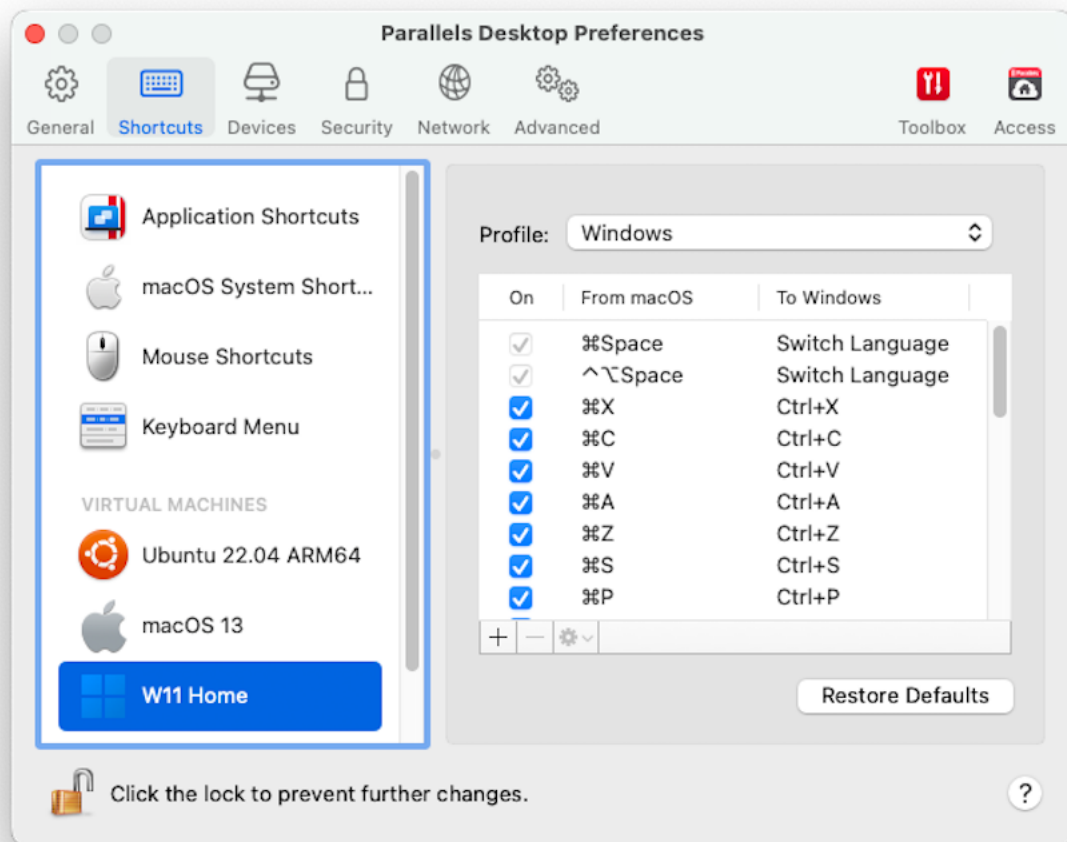 Parallels Desktop Preferences
General Shortcuts Devices Security Network Advanced Toolbox Access
Application Shortcuts
macOS System Short...
Mouse Shortcuts
Keyboard Menu
VIRTUAL MACHINES
Ubuntu 22.04 ARM64
macOS 13
W11 Home
Profile: Windows
On From macOS To Windows
⌘Space Switch Language
^⌥Space Switch Language
⌘X Ctrl+X
⌘C Ctrl+C
⌘V Ctrl+V
⌘A Ctrl+A
⌘Z Ctrl+Z
⌘S Ctrl+S
⌘P Ctrl+P
Restore Defaults
Click the lock to prevent further changes.
?